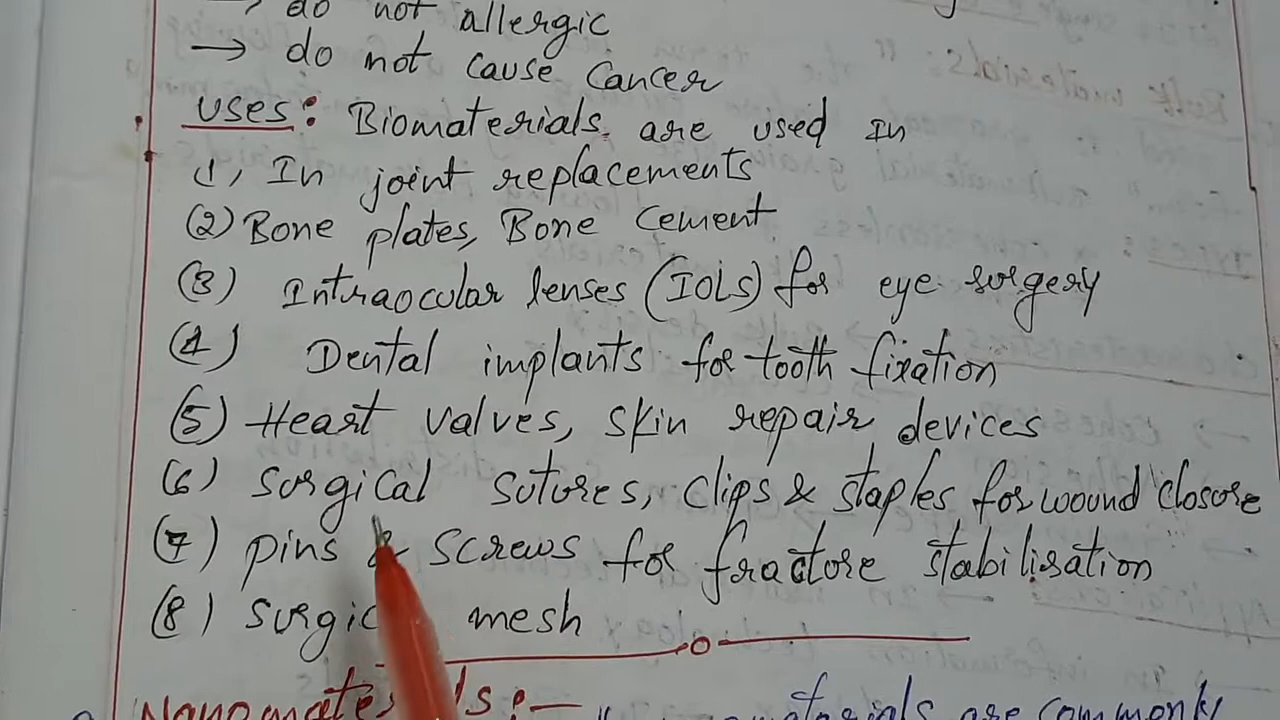 → do not allergic
→ do not cause cancer
uses: Biomaterials are used In
(1) In joint replacements
(2) Bone plates, Bone cement
(3) Intraocular lenses (IOLS) for eye surgery
(4) Dental implants for tooth fixation
(5) Heart valves, skin repair devices
(6) surgical sutures, clips & staples for wound closure
(7) pins & screws for fracture stabilisation
(8) surgic mesh
are commonly